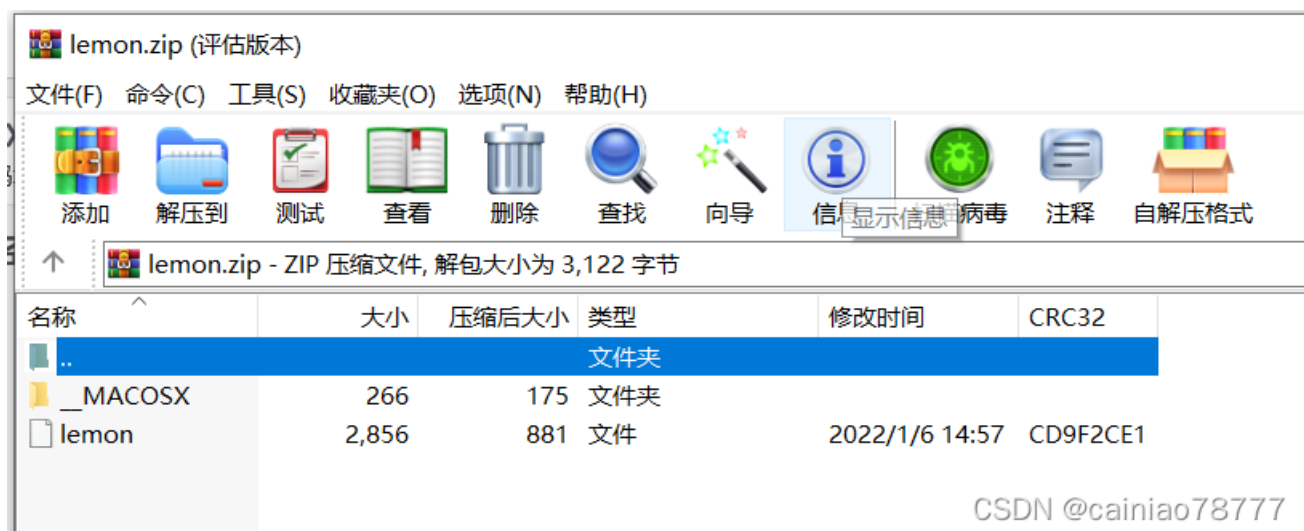 lemon.zip (评估版本)
文件(F) 命令(C) 工具(S) 收藏夹(O) 选项(N) 帮助(H)
添加 解压到 测试 查看 删除 查找 向导 信息 扫描病毒 注释 自解压格式
显示信息
lemon.zip - ZIP 压缩文件, 解包大小为 3,122 字节
名称 大小 压缩后大小 类型 修改时间 CRC32
.. 文件夹
__MACOSX 266 175 文件夹
lemon 2,856 881 文件 2022/1/6 14:57 CD9F2CE1
CSDN @cainiao78777